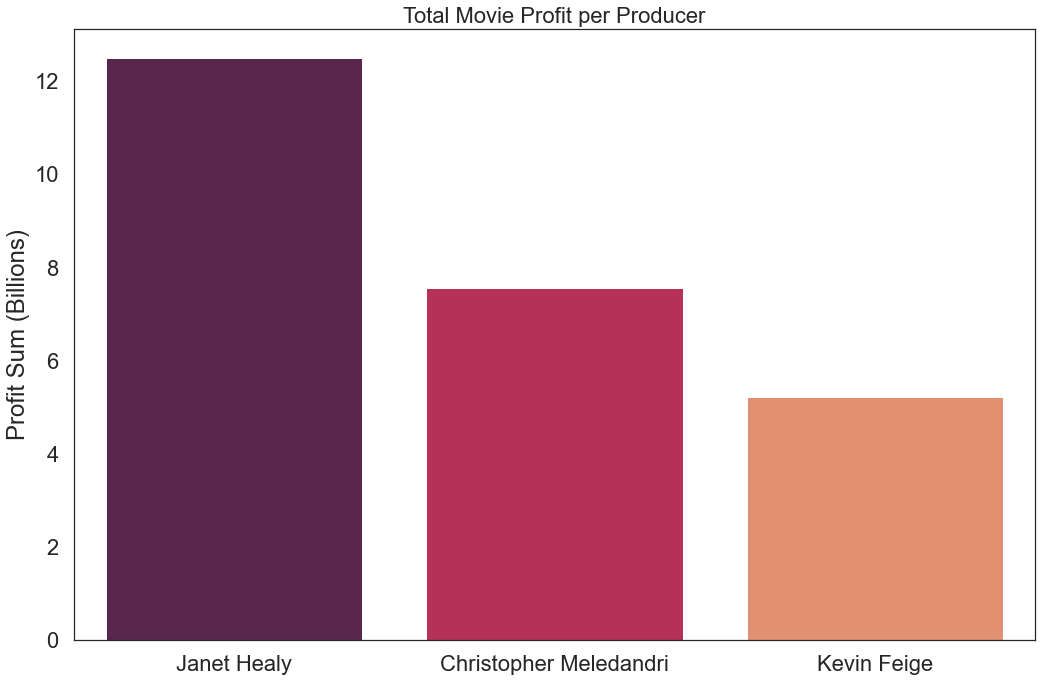 Total Movie Profit per Producer
Profit Sum (Billions)
12
10
8
6
4
2
0
Janet Healy
Christopher Meledandri
Kevin Feige